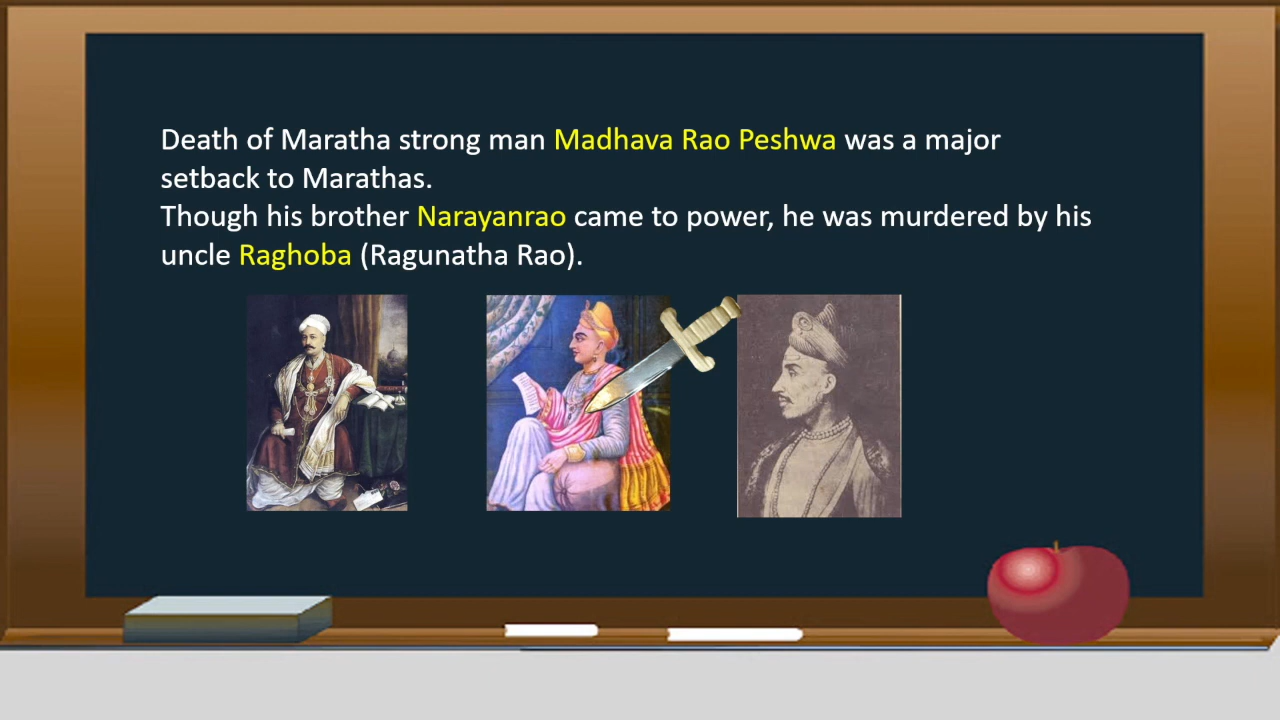 Death of Maratha strong man Madhava Rao Peshwa was a major
setback to Marathas.
Though his brother Narayanrao came to power, he was murdered by his
uncle Raghoba (Ragunatha Rao).